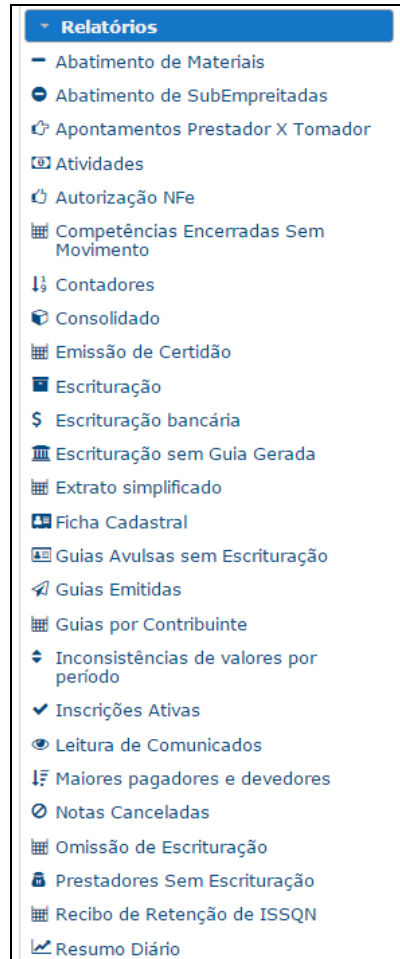 Relatórios
Abatimento de Materiais
Abatimento de SubEmpreitadas
Apontamentos Prestador X Tomador
Atividades
Autorização NFe
Competências Encerradas Sem
Movimento
Contadores
Consolidado
Emissão de Certidão
Escrituração
Escrituração bancária
Escrituração sem Guia Gerada
Extrato simplificado
Ficha Cadastral
Guias Avulsas sem Escrituração
Guias Emitidas
Guias por Contribuinte
Inconsistências de valores por
período
Inscrições Ativas
Leitura de Comunicados
Maiores pagadores e devedores
Notas Canceladas
Omissão de Escrituração
Prestadores Sem Escrituração
Recibo de Retenção de ISSQN
Resumo Diário